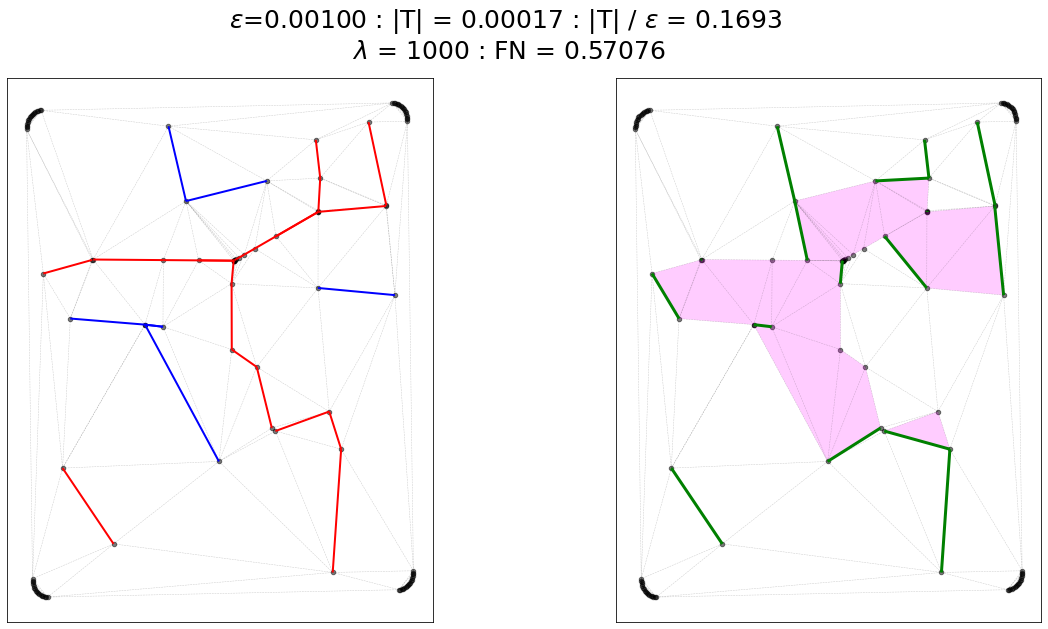 ε=0.00100 : |T| = 0.00017 : |T| / ε = 0.1693
λ = 1000 : FN = 0.57076